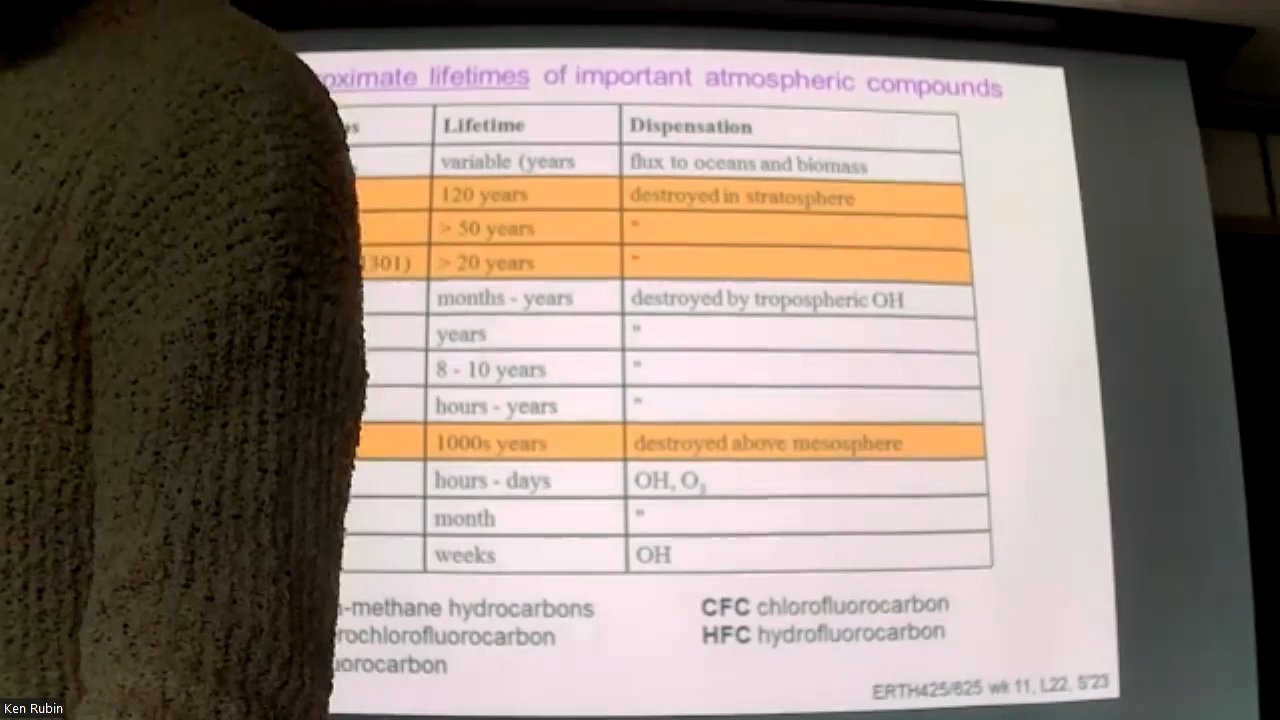 oximate lifetimes of important atmospheric compounds
es Lifetime Dispensation
variable (years flux to oceans and biomass
120 years destroyed in stratosphere
> 50 years "
1301) > 20 years "
months - years destroyed by tropospheric OH
years "
8 - 10 years "
hours - years "
1000s years destroyed above mesosphere
hours - days OH, O₃
month "
weeks OH
-methane hydrocarbons CFC chlorofluorocarbon
rochlorofluorocarbon HFC hydrofluorocarbon
uorocarbon
ERTH425/625 wk 11, L22, S'23
Ken Rubin